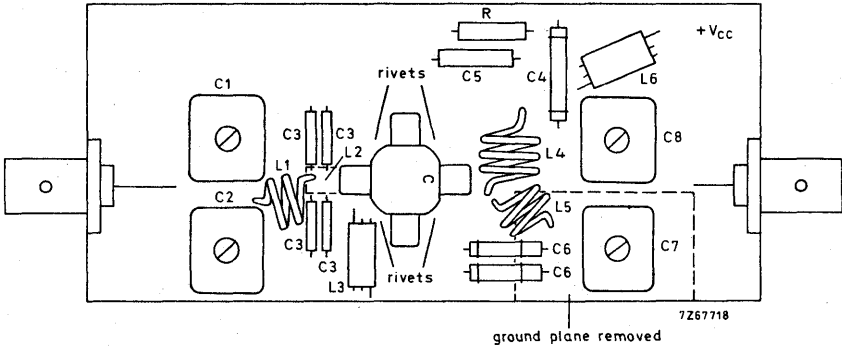 R
+VCC
rivets
C5
C4
L6
C1
C3
C3
L2
C8
L1
L4
C
C2
L5
C3
C3
L3
rivets
C6
C6
C7
7Z67718
ground plane removed